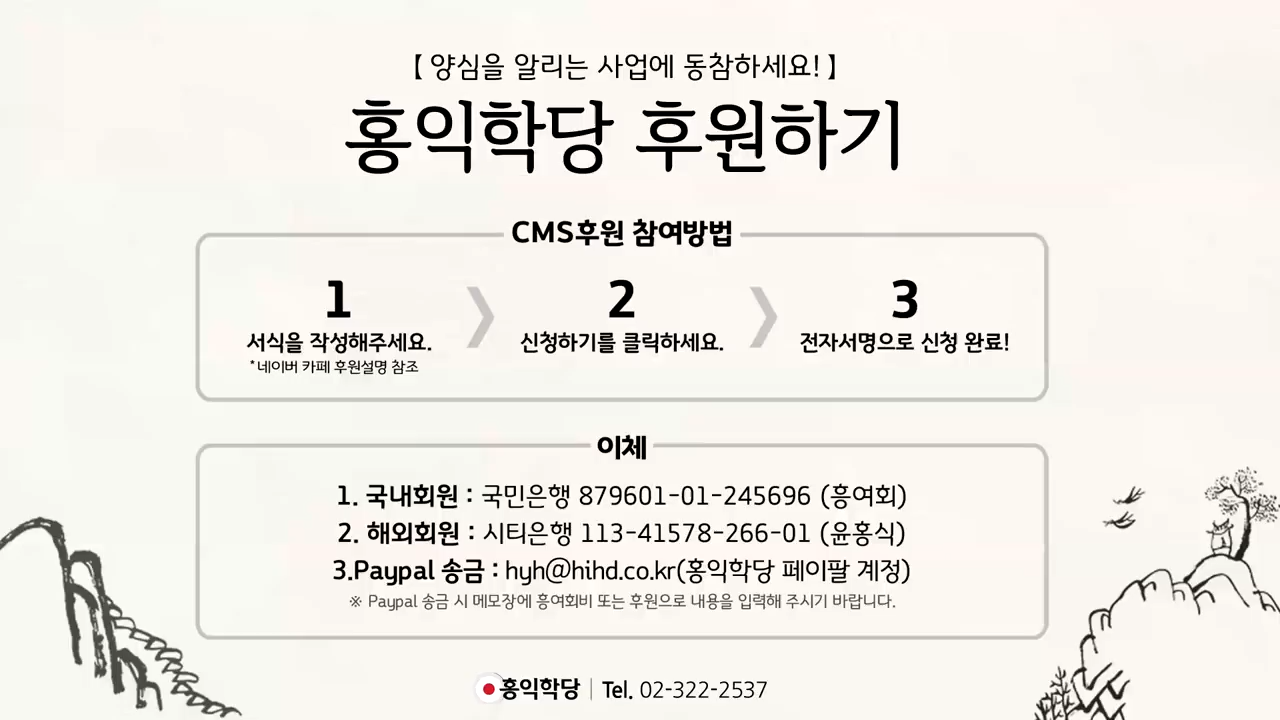 【 양심을 알리는 사업에 동참하세요! 】
홍익학당 후원하기
CMS후원 참여방법
1
서식을 작성해주세요.
*네이버 카페 후원설명 참조
2
신청하기를 클릭하세요.
3
전자서명으로 신청 완료!
이체
1. 국내회원 : 국민은행 879601-01-245696 (흥여회)
2. 해외회원 : 시티은행 113-41578-266-01 (윤홍식)
3.Paypal 송금 : hyh@hihd.co.kr(홍익학당 페이팔 계정)
※ Paypal 송금 시 메모장에 흥여회비 또는 후원으로 내용을 입력해 주시기 바랍니다.
홍익학당 | Tel. 02-322-2537